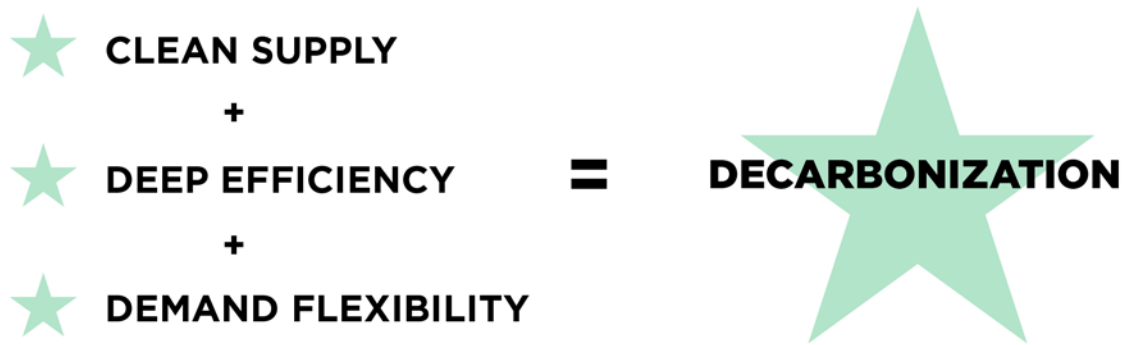 CLEAN SUPPLY
+
DEEP EFFICIENCY
+
DEMAND FLEXIBILITY
=
DECARBONIZATION